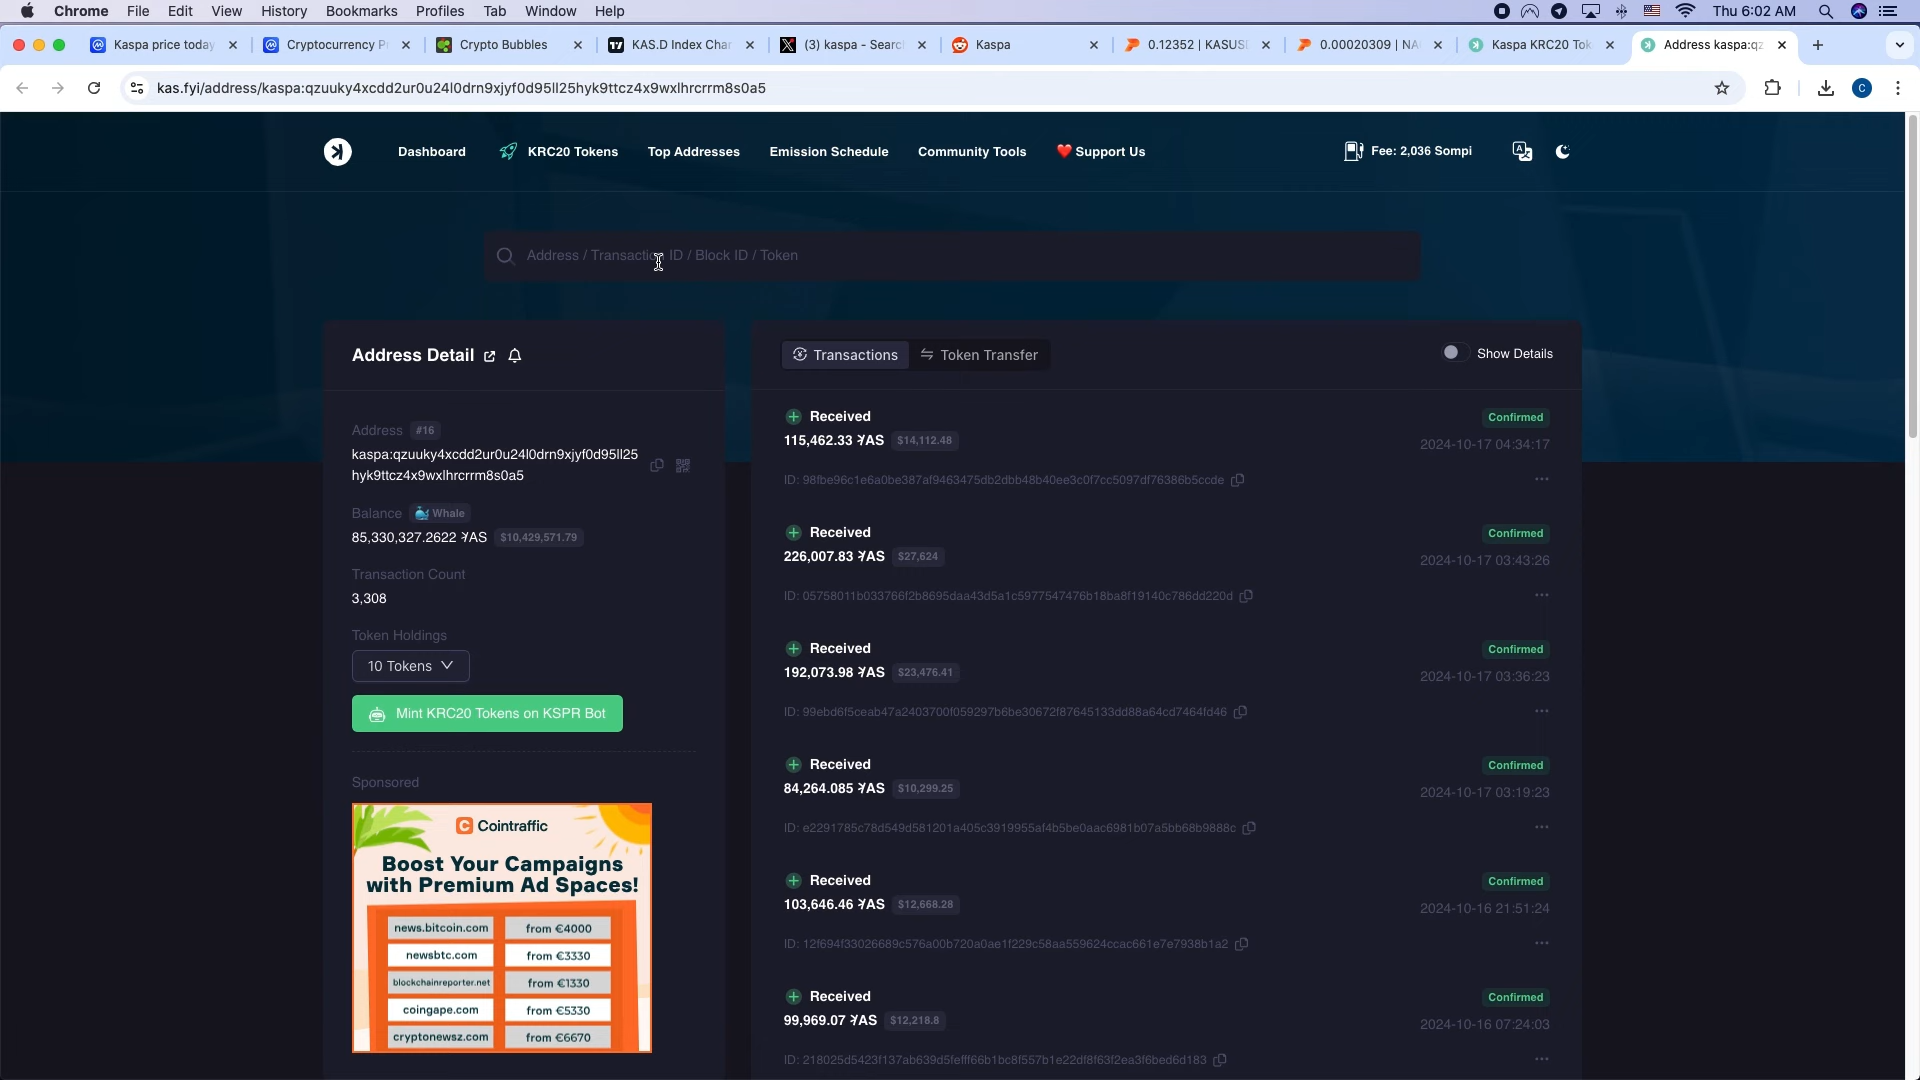 Chrome File Edit View History Bookmarks Profiles Tab Window Help Thu 6:02 AM
Kaspa price today Cryptocurrency P Crypto Bubbles KAS.D Index Char (3) kaspa - Searc Kaspa 0.12352 | KASUS 0.00020309 | NA Kaspa KRC20 Tok Address kaspa:qz
kas.fyi/address/kaspa:qzuuky4xcdd2ur0u24l0drn9xjyf0d95ll25hyk9ttcz4x9wxlhrcrrm8s0a5 C
Dashboard KRC20 Tokens Top Addresses Emission Schedule Community Tools ❤️ Support Us Fee: 2,036 Sompi
Address / Transaction ID / Block ID / Token
Address Detail
Address #16
kaspa:qzuuky4xcdd2ur0u24l0drn9xjyf0d95ll25
hyk9ttcz4x9wxlhrcrrm8s0a5
Balance 🐳 Whale
85,330,327.2622 KAS $10,429,571.79
Transaction Count
3,308
Token Holdings
10 Tokens
Mint KRC20 Tokens on KSPR Bot
Sponsored
Cointraffic
Boost Your Campaigns
with Premium Ad Spaces!
news.bitcoin.com from €4000
newsbtc.com from €3330
blockchainreporter.net from €1330
coingape.com from €5330
cryptonewsz.com from €6670
Transactions Token Transfer Show Details
Received Confirmed
115,462.33 KAS $14,112.48 2024-10-17 04:34:17
ID: 98fbe96c1e6a0be387af9463475db2dbb48b40ee3c0f7cc5097df76386b5ccde
Received Confirmed
226,007.83 KAS $27,624 2024-10-17 03:43:26
ID: 05758011b033766f2b8695daa43d5a1c5977547476b18ba8f19140c786dd220d
Received Confirmed
192,073.98 KAS $23,476.41 2024-10-17 03:36:23
ID: 99ebd6f5ceab47a2403700f059297b6be30672f87645133dd88a64cd7464fd46
Received Confirmed
84,264.085 KAS $10,299.25 2024-10-17 03:19:23
ID: e2291785c78d549d581201a405c3919955af4b5be0aac6981b07a5bb68b9888c
Received Confirmed
103,646.46 KAS $12,668.28 2024-10-16 21:51:24
ID: 12f694f33026689c576a00b720a0ae1f229c58aa559624ccac661e7e7938b1a2
Received Confirmed
99,969.07 KAS $12,218.8 2024-10-16 07:24:03
ID: 218025d5423f137ab639d5fefff66b1bc8f557b1e22df8f63f2ea3f6bed6d183